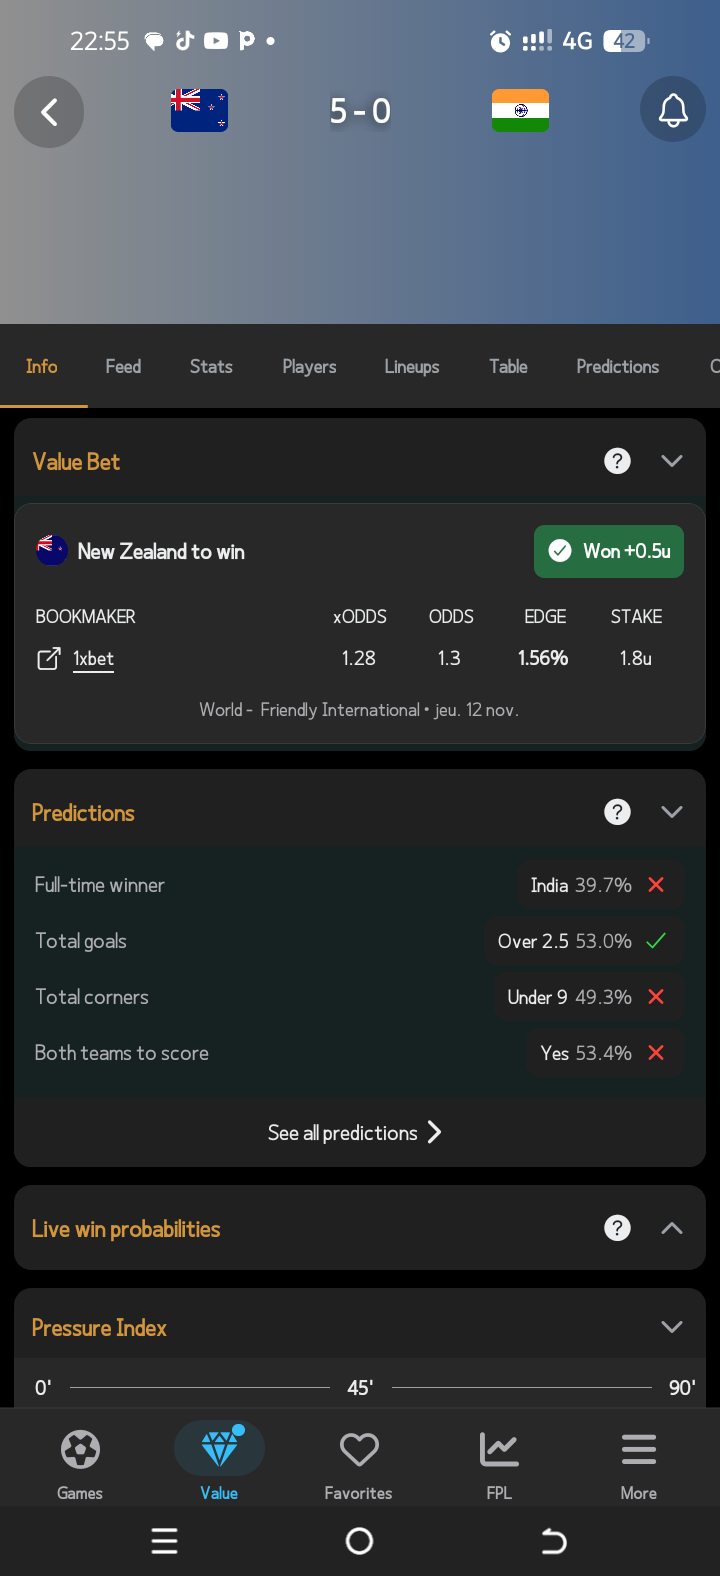 22:55 4G 42
5 - 0
Info Feed Stats Players Lineups Table Predictions
Value Bet ?
New Zealand to win Won +0.5u
BOOKMAKER xODDS ODDS EDGE STAKE
1xbet 1.28 1.3 1.56% 1.8u
World - Friendly International • jeu. 12 nov.
Predictions ?
Full-time winner India 39.7%
Total goals Over 2.5 53.0%
Total corners Under 9 49.3%
Both teams to score Yes 53.4%
See all predictions
Live win probabilities ?
Pressure Index
0' 45' 90'
Games Value Favorites FPL More